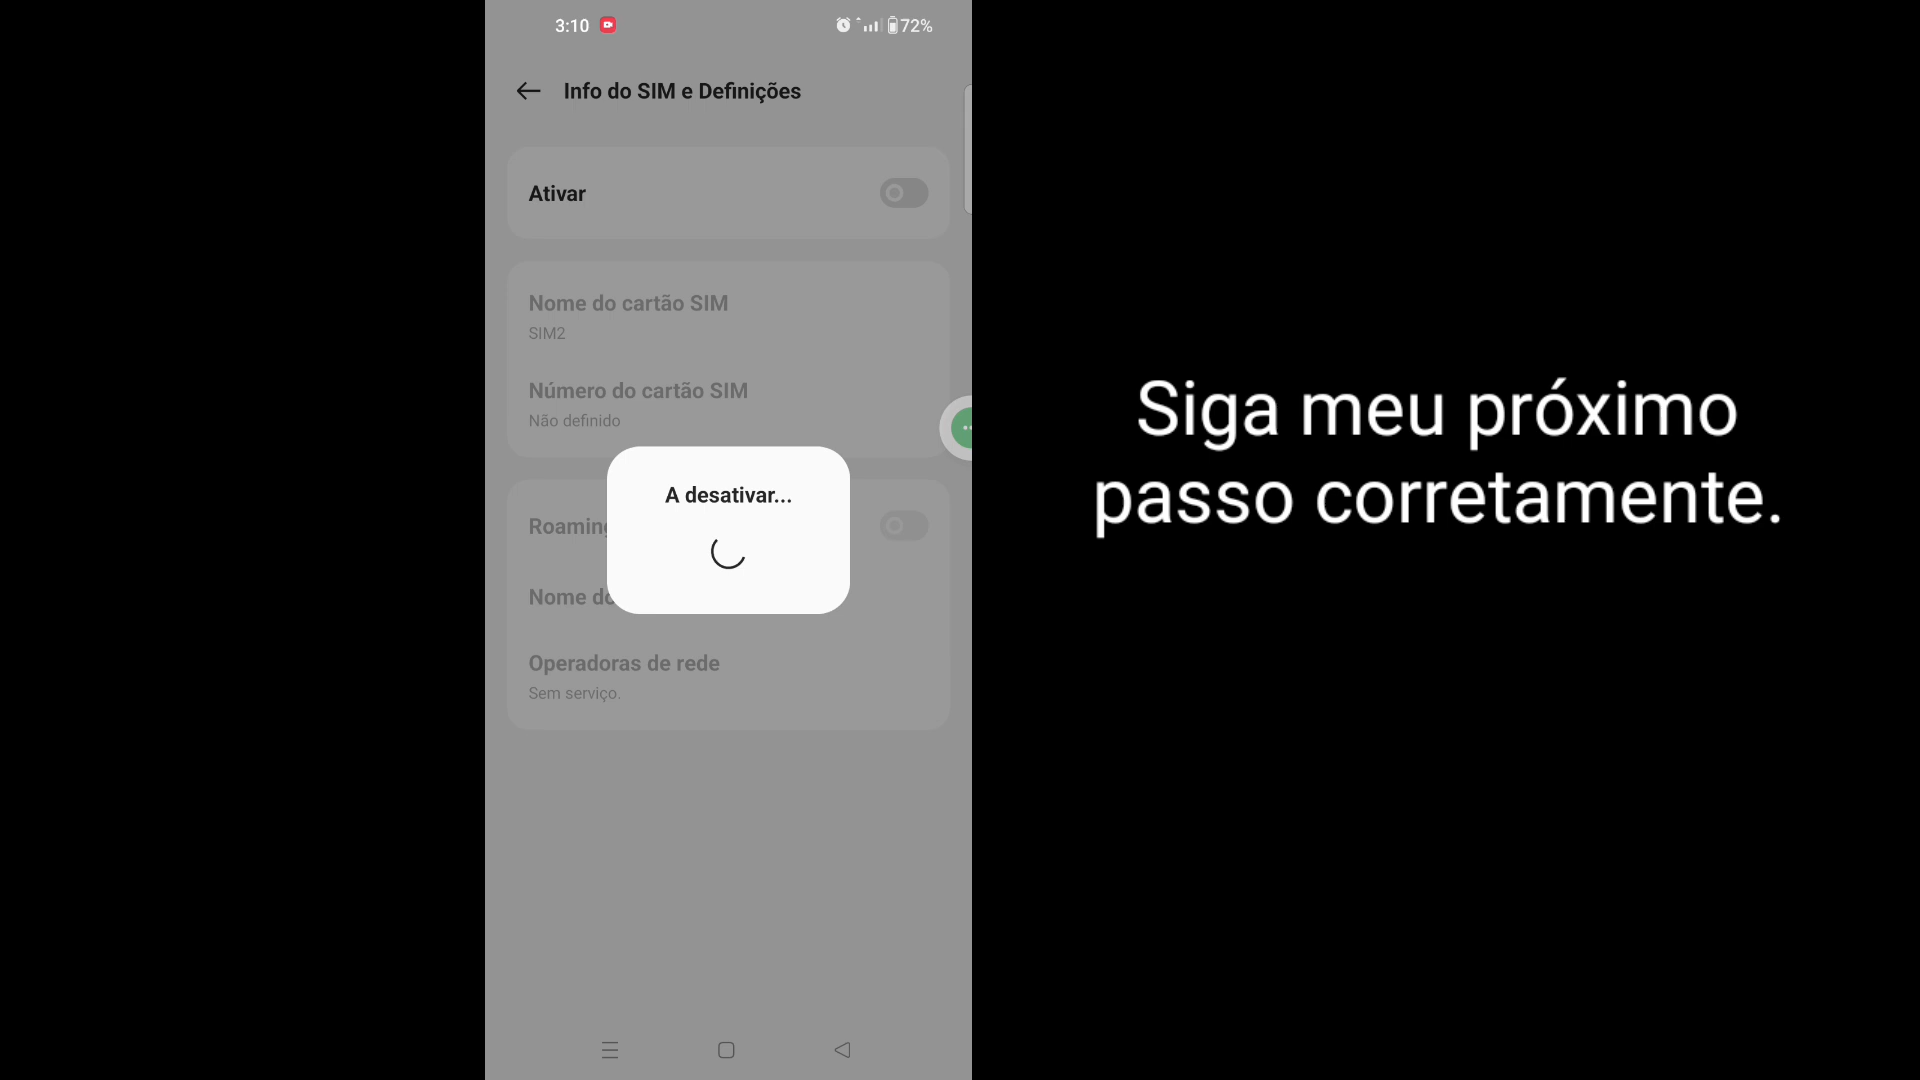 3:10
72%
Info do SIM e Definições
Ativar
Nome do cartão SIM
SIM2
Número do cartão SIM
Não definido
A desativar...
Roaming
Nome do
Operadoras de rede
Sem serviço.
Siga meu próximo
passo corretamente.